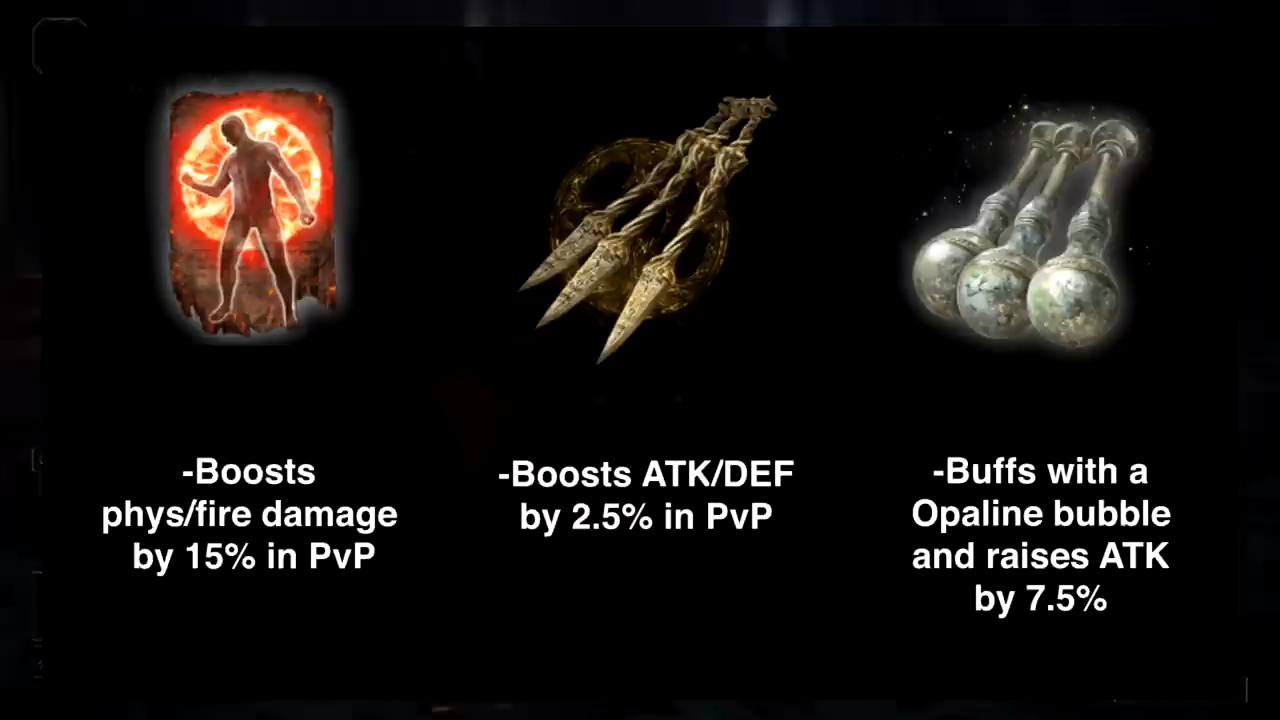 -Boosts
phys/fire damage
by 15% in PvP
-Boosts ATK/DEF
by 2.5% in PvP
-Buffs with a
Opaline bubble
and raises ATK
by 7.5%